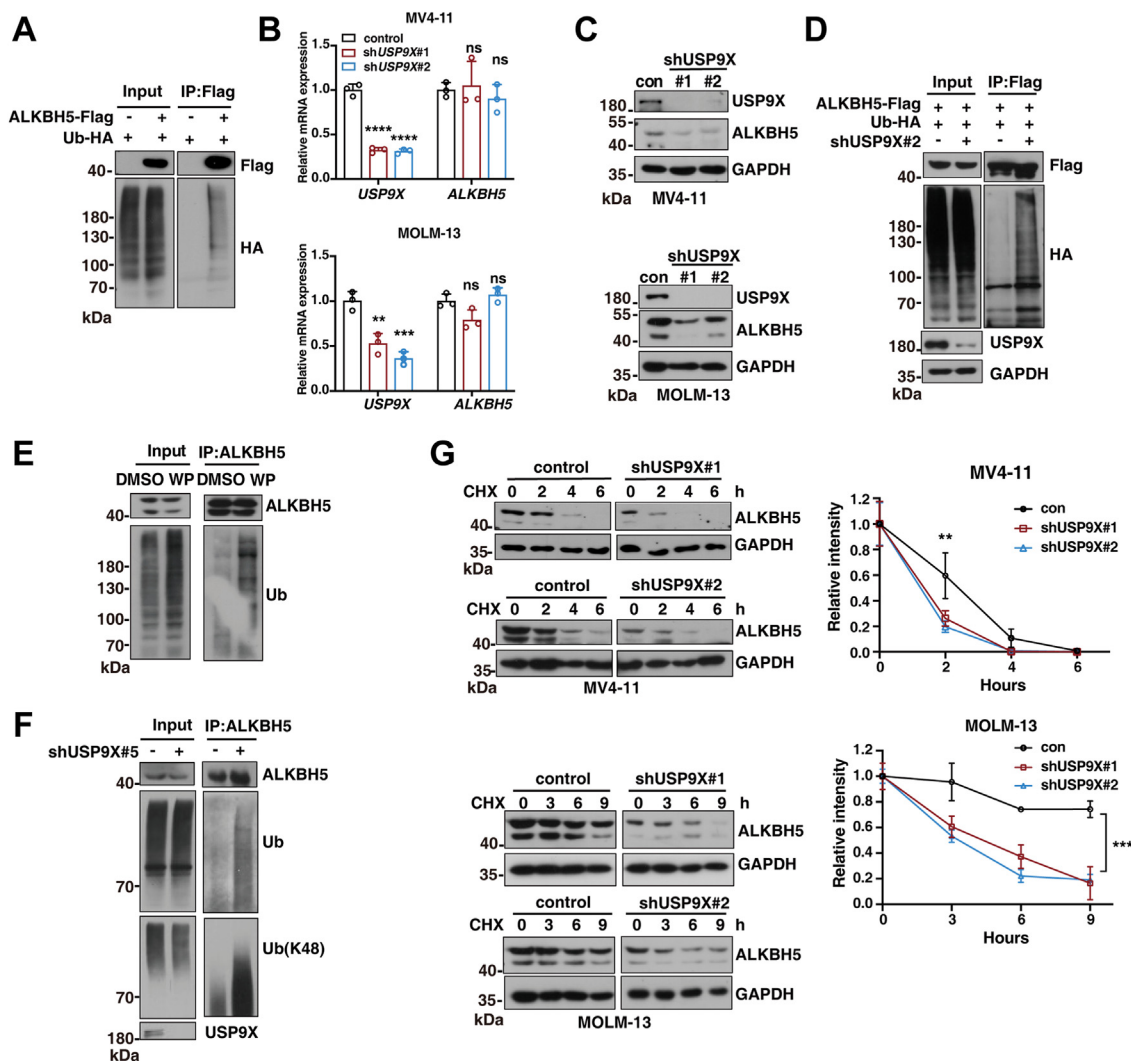 A
Input IP:Flag
ALKBH5-Flag - + - +
Ub-HA + + + +
40- Flag
180-
130-
100-
70-
HA
kDa
B
MV4-11
control
shUSP9X#1
shUSP9X#2
Relative mRNA expression
1.5
1.0
0.5
0.0
**** ****
ns ns
USP9X ALKBH5
MOLM-13
Relative mRNA expression
1.5
1.0
0.5
0.0
** ***
ns ns
USP9X ALKBH5
C
shUSP9X
con #1 #2
180- USP9X
55-
40-
ALKBH5
35- GAPDH
kDa MV4-11
shUSP9X
con #1 #2
180- USP9X
55-
40-
ALKBH5
35- GAPDH
kDa MOLM-13
D
Input IP:Flag
ALKBH5-Flag + + + +
Ub-HA + + + +
shUSP9X#2 - + - +
40- Flag
180-
130-
100-
70-
HA
180- USP9X
35- GAPDH
kDa
E
Input IP:ALKBH5
DMSO WP DMSO WP
40- ALKBH5
180-
130-
100-
70-
Ub
kDa
F
Input IP:ALKBH5
shUSP9X#5 - + - +
40- ALKBH5
70- Ub
70- Ub(K48)
180- USP9X
kDa
G
control shUSP9X#1
CHX 0 2 4 6 0 2 4 6 h
40- ALKBH5
35- GAPDH
kDa
control shUSP9X#2
CHX 0 2 4 6 0 2 4 6 h
40- ALKBH5
35- GAPDH
kDa MV4-11
MV4-11
con
shUSP9X#1
shUSP9X#2
Relative intensity
1.2
1.0
0.8
0.6
0.4
0.2
0.0
**
0 2 4 6
Hours
control shUSP9X#1
CHX 0 3 6 9 0 3 6 9 h
40- ALKBH5
35- GAPDH
kDa
control shUSP9X#2
CHX 0 3 6 9 0 3 6 9 h
40- ALKBH5
35- GAPDH
kDa MOLM-13
MOLM-13
con
shUSP9X#1
shUSP9X#2
Relative intensity
1.2
1.0
0.8
0.6
0.4
0.2
0.0
***
0 3 6 9
Hours